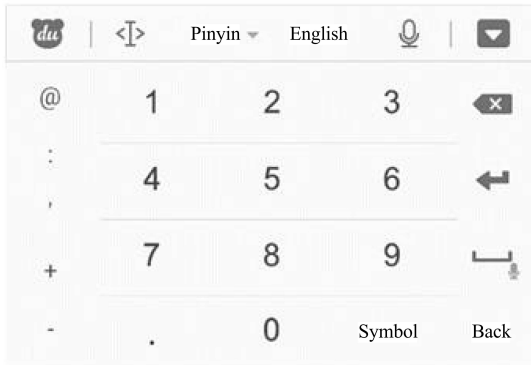 du Pinyin English
@ 1 2 3
:
4 5 6
,
7 8 9
+
- . 0 Symbol Back